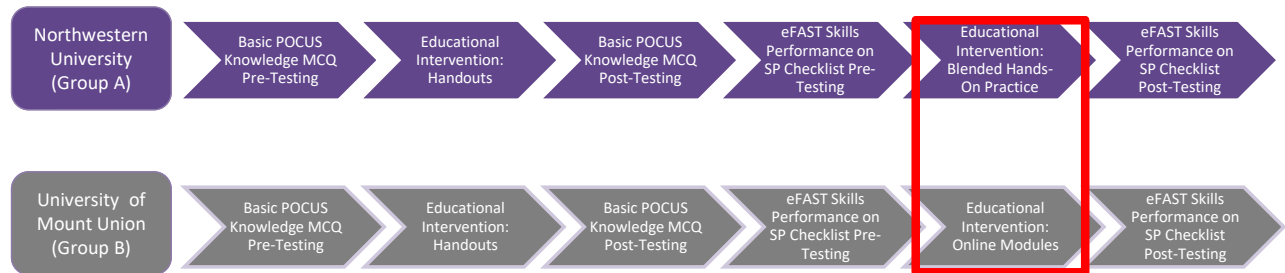 Northwestern
University
(Group A)
Basic POCUS
Knowledge MCQ
Pre-Testing
Educational
Intervention:
Handouts
Basic POCUS
Knowledge MCQ
Post-Testing
eFAST Skills
Performance on
SP Checklist Pre-
Testing
Educational
Intervention:
Blended Hands-
On Practice
eFAST Skills
Performance on
SP Checklist
Post-Testing
University of
Mount Union
(Group B)
Basic POCUS
Knowledge MCQ
Pre-Testing
Educational
Intervention:
Handouts
Basic POCUS
Knowledge MCQ
Post-Testing
eFAST Skills
Performance on
SP Checklist Pre-
Testing
Educational
Intervention:
Online Modules
eFAST Skills
Performance on
SP Checklist
Post-Testing